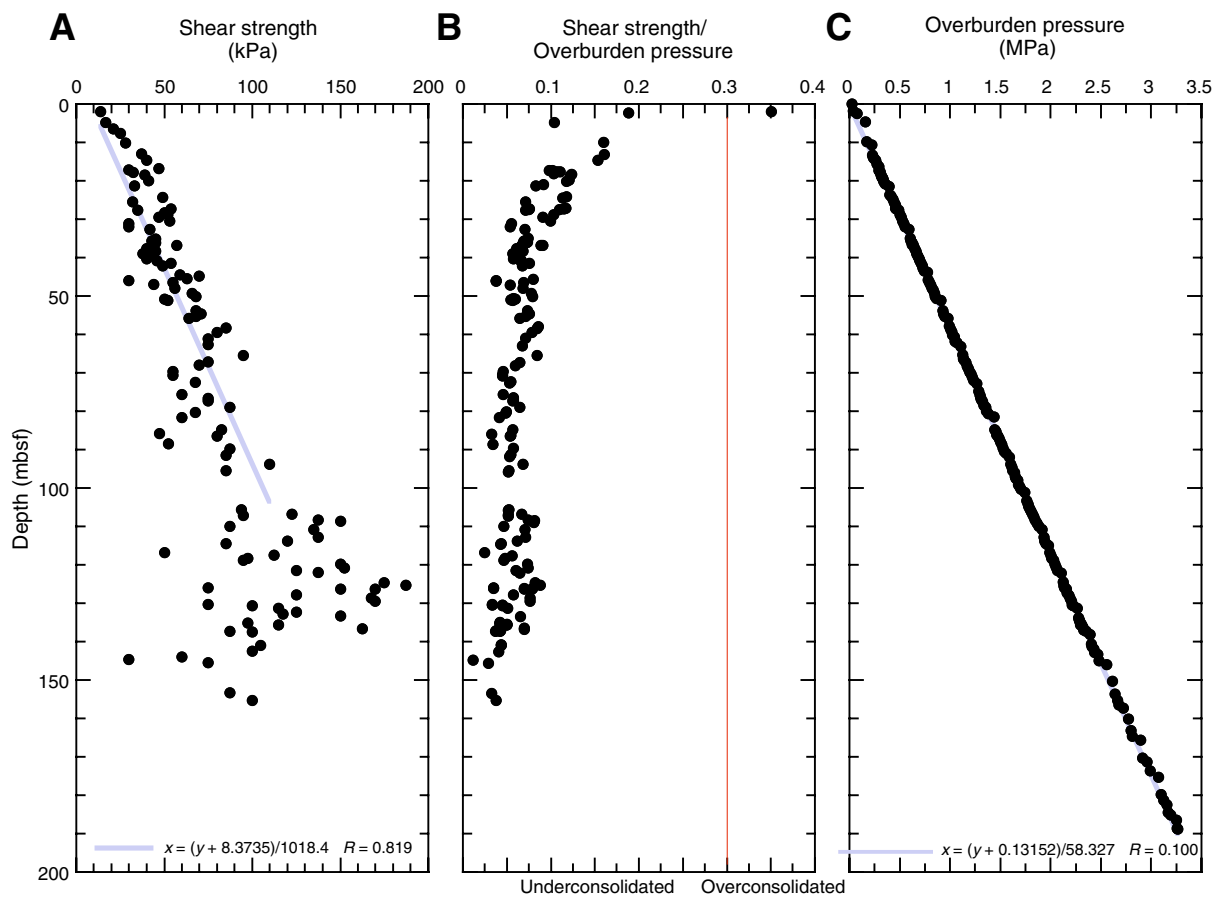 A
Shear strength
(kPa)
0 50 100 150 200
B
Shear strength/
Overburden pressure
0 0.1 0.2 0.3 0.4
C
Overburden pressure
(MPa)
0 0.5 1 1.5 2 2.5 3 3.5
Depth (mbsf)
0
50
100
150
200
x = (y + 8.3735)/1018.4 R = 0.819
Underconsolidated Overconsolidated
x = (y + 0.13152)/58.327 R = 0.100